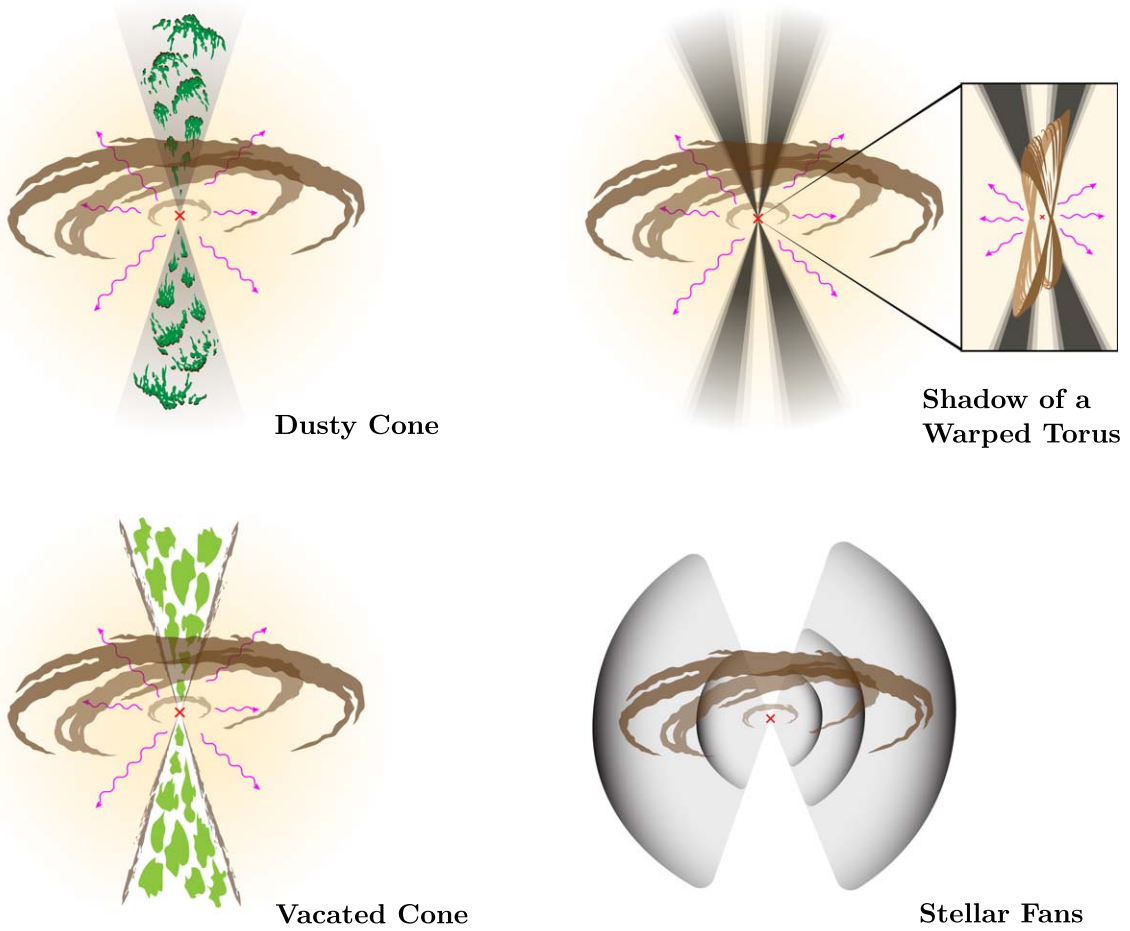 Dusty Cone
Shadow of a
Warped Torus
Vacated Cone
Stellar Fans